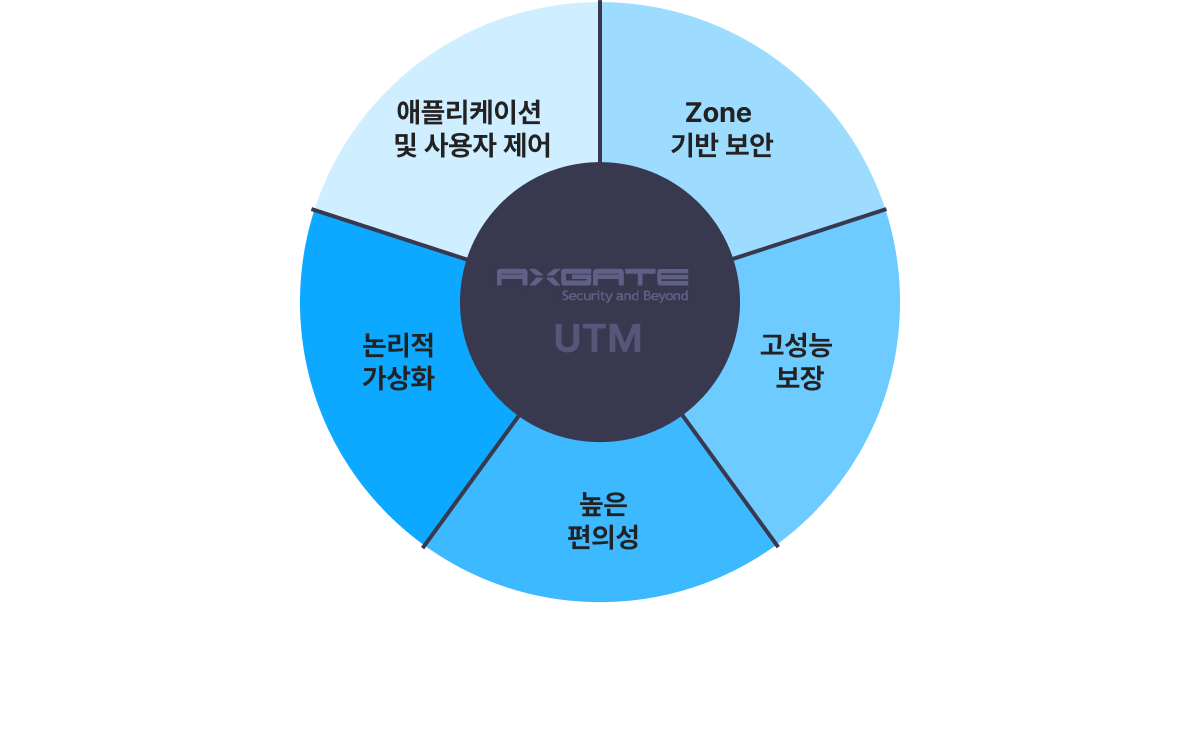 애플리케이션
및 사용자 제어
Zone
기반 보안
AXGATE
Security and Beyond
UTM
논리적
가상화
고성능
보장
높은
편의성